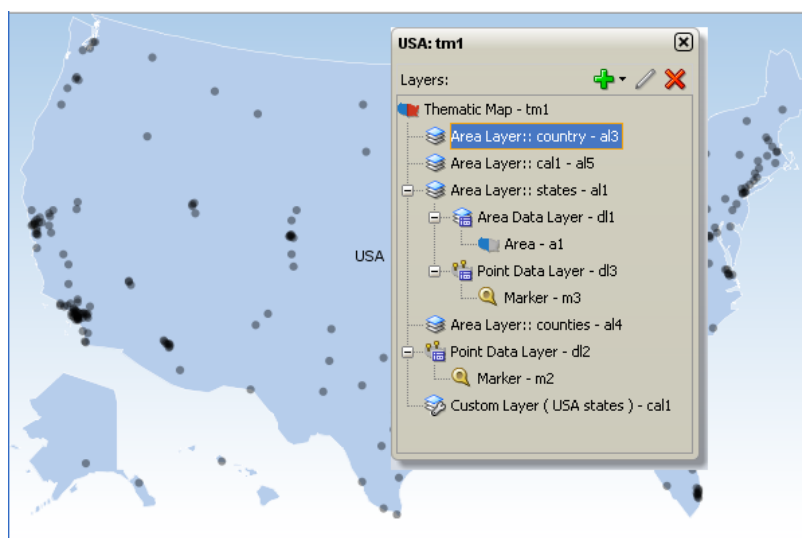 USA: tm1
Layers:
Thematic Map - tm1
Area Layer:: country - al3
Area Layer:: cal1 - al5
Area Layer:: states - al1
Area Data Layer - dl1
Area - a1
USA
Point Data Layer - dl3
Marker - m3
Area Layer:: counties - al4
Point Data Layer - dl2
Marker - m2
Custom Layer ( USA states ) - cal1